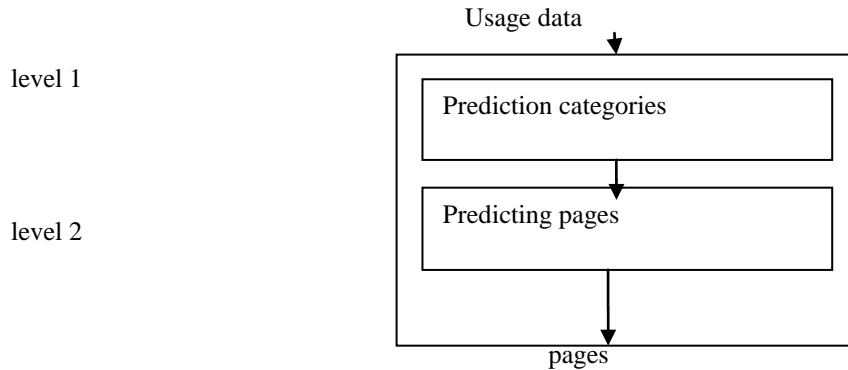 Usage data
level 1
Prediction categories
Predicting pages
level 2
pages